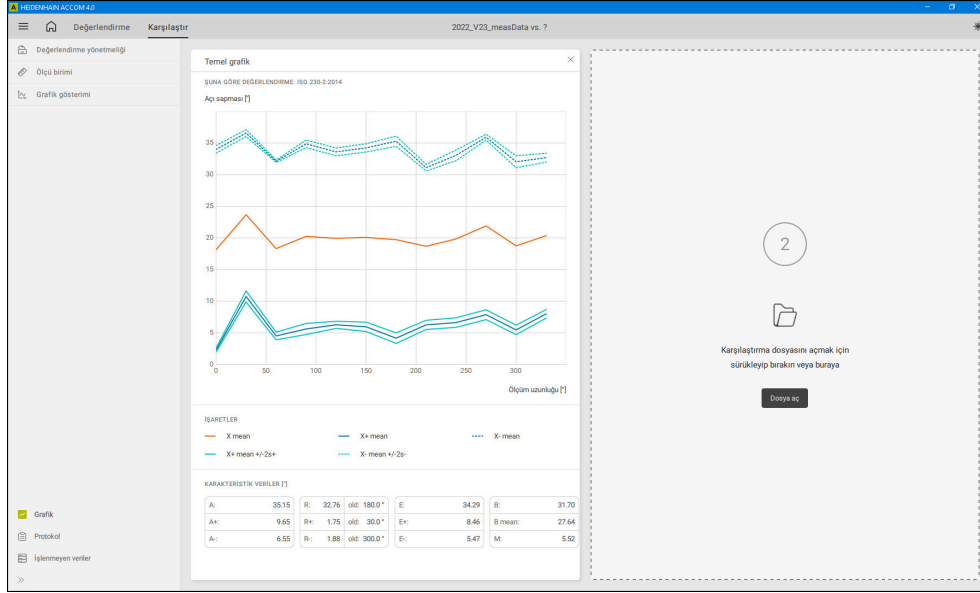 HEIDENHAIN ACCOM 4.0
Değerlendirme Karşılaştır 2022_V23_measData vs. ?
Değerlendirme yönetmeliği
Ölçü birimi
Grafik gösterimi
Temel grafik
ŞUNA GÖRE DEĞERLENDİRME: ISO 230-2:2014
Açı sapması ["]
35
30
25
20
15
10
5
0
0 50 100 150 200 250 300
Ölçüm uzunluğu [°]
İŞARETLER
X mean X+ mean X- mean
X+ mean +/-2s+ X- mean +/-2s-
KARAKTERİSTİK VERİLER ["]
A: 35.15 R: 32.76 old: 180.0 ° E: 34.29 B: 31.70
A+: 9.65 R+: 1.75 old: 30.0 ° E+: 8.46 B mean: 27.64
A-: 6.55 R-: 1.88 old: 300.0 ° E-: 5.47 M: 5.52
2
Karşılaştırma dosyasını açmak için
sürükleyip bırakın veya buraya
Dosya aç
Grafik
Protokol
İşlenmeyen veriler